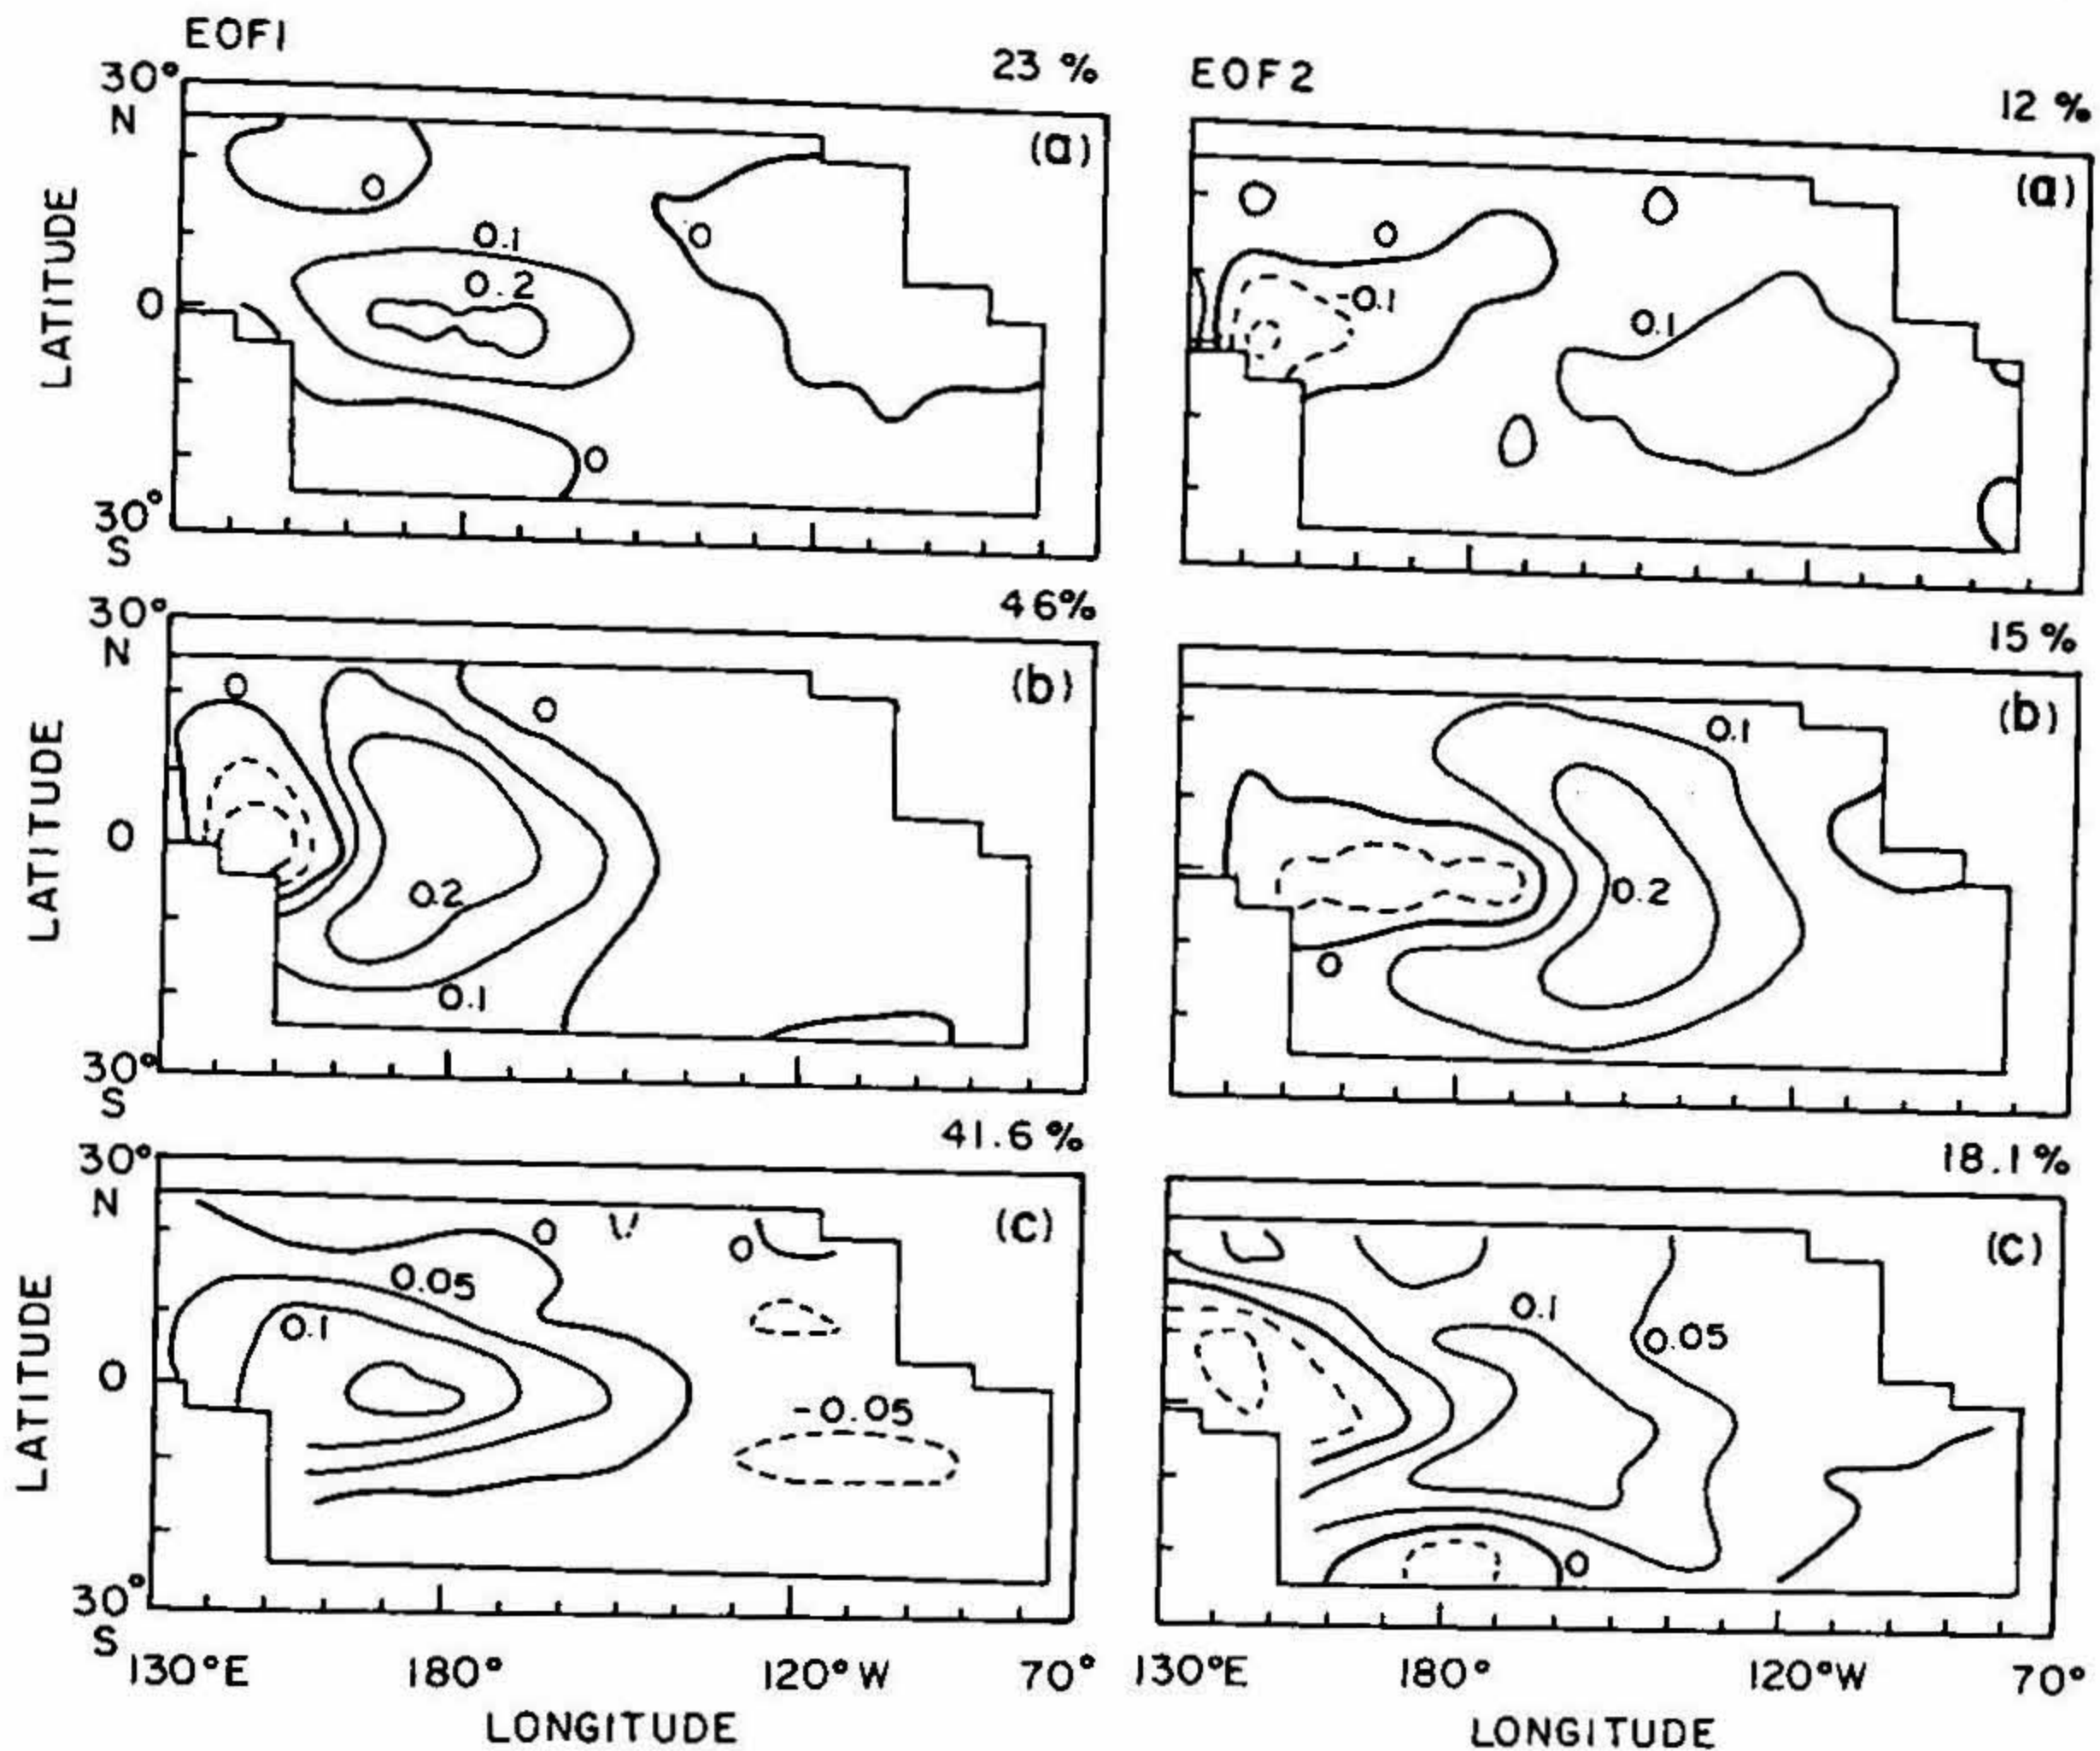 EOF1
23 %
30°
N
(a)
0
0.1
0.2
0
0
LATITUDE
0
30°
S
EOF2
12 %
(a)
0
-0.1
0.1
46%
30°
N
(b)
0
0
0.2
0.1
LATITUDE
0
30°
S
15 %
(b)
0.1
0.2
0
41.6 %
30°
N
(c)
0
0
0.05
0.1
-0.05
LATITUDE
0
30°
S
130°E 180° 120°W 70°
LONGITUDE
18.1 %
(c)
0.1
0.05
0
130°E 180° 120°W 70°
LONGITUDE